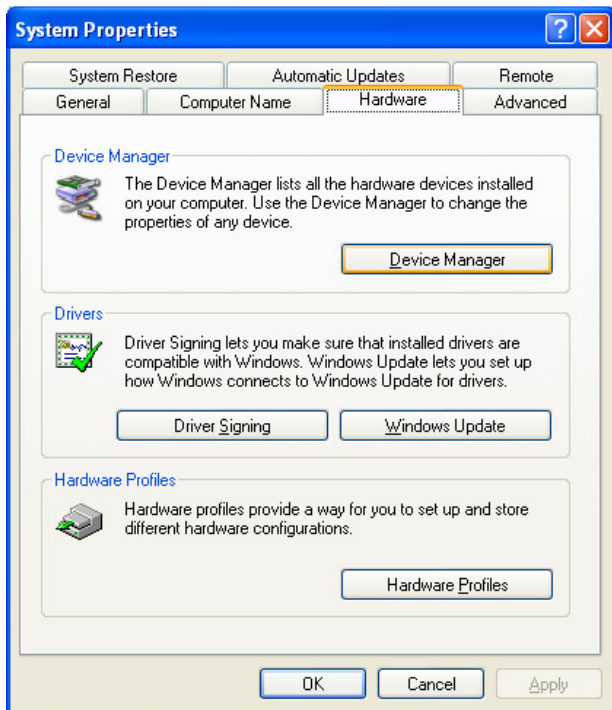 System Properties
System Restore
Automatic Updates
Remote
General
Computer Name
Hardware
Advanced
Device Manager
The Device Manager lists all the hardware devices installed
on your computer. Use the Device Manager to change the
properties of any device.
Device Manager
Drivers
Driver Signing lets you make sure that installed drivers are
compatible with Windows. Windows Update lets you set up
how Windows connects to Windows Update for drivers.
Driver Signing
Windows Update
Hardware Profiles
Hardware profiles provide a way for you to set up and store
different hardware configurations.
Hardware Profiles
OK
Cancel
Apply